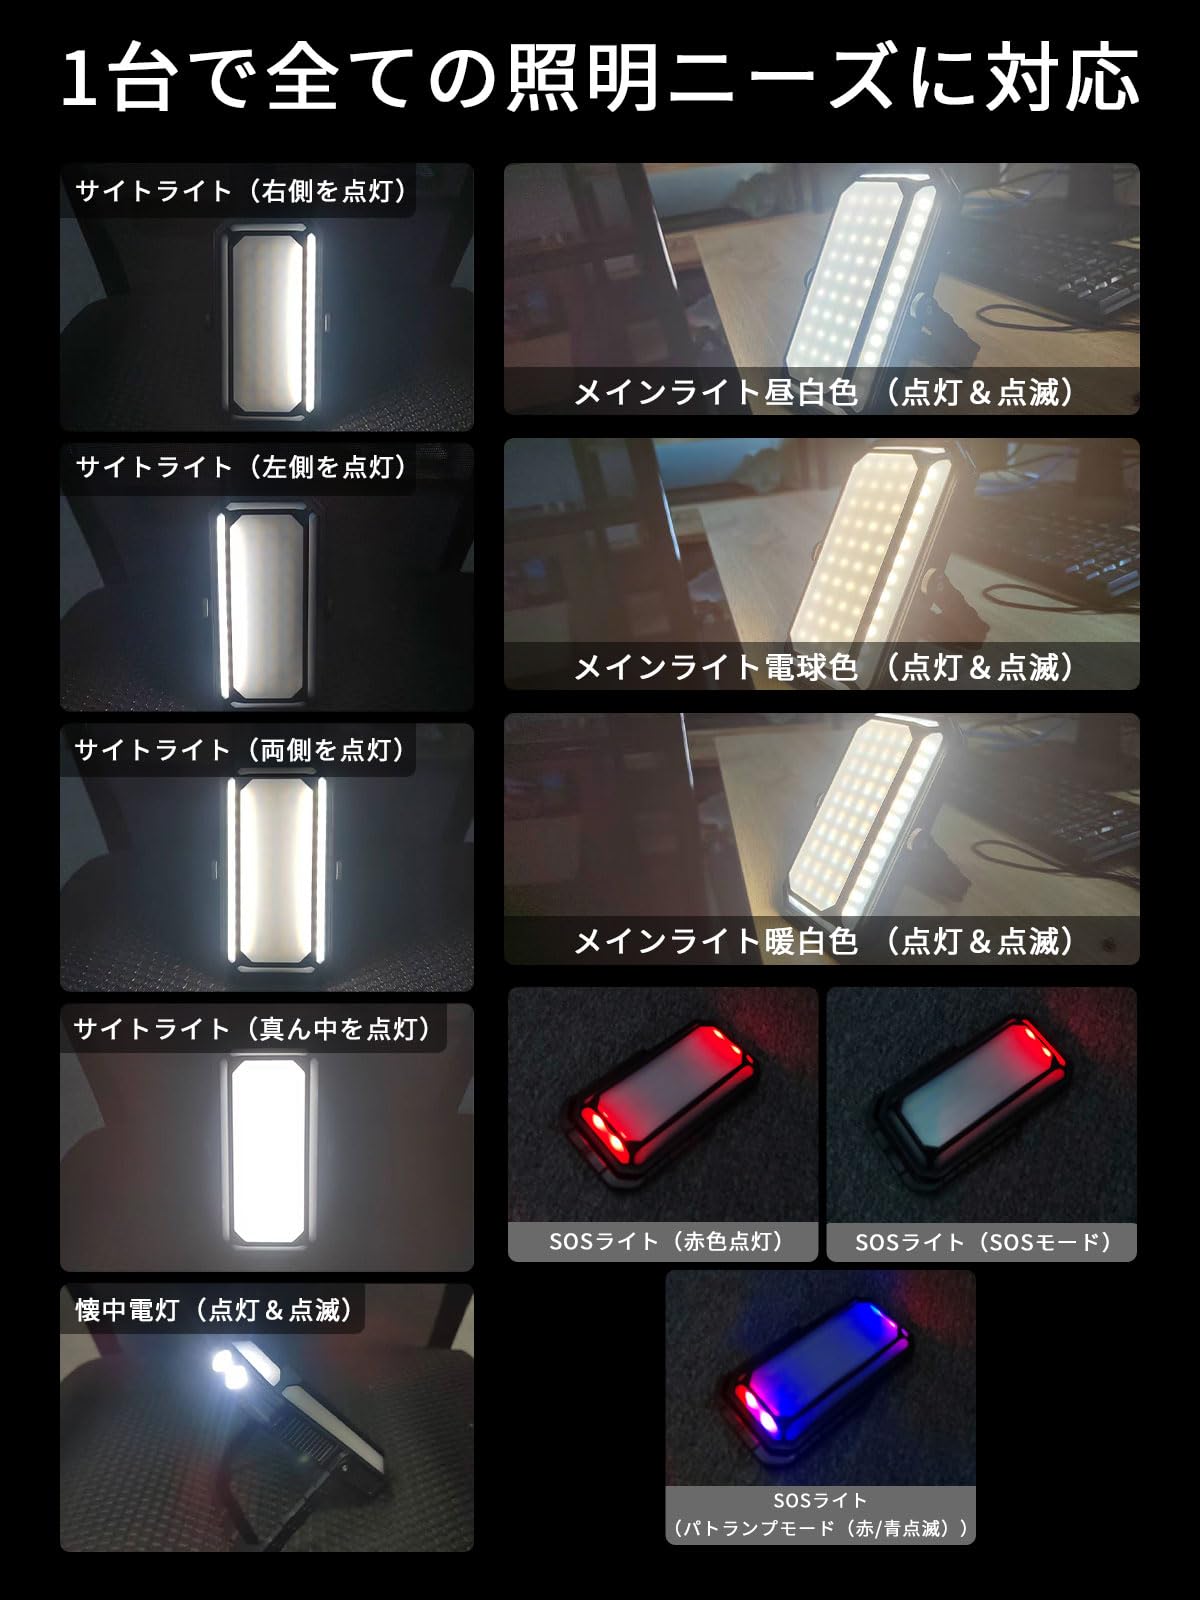 1台で全ての照明ニーズに対応
サイトライト（右側を点灯）
サイトライト（左側を点灯）
サイトライト（両側を点灯）
サイトライト（真ん中を点灯）
懐中電灯（点灯＆点滅）
メインライト昼白色 （点灯＆点滅）
メインライト電球色 （点灯＆点滅）
メインライト暖白色 （点灯＆点滅）
SOSライト（赤色点灯）
SOSライト（SOSモード）
SOSライト
（パトランプモード（赤/青点滅））